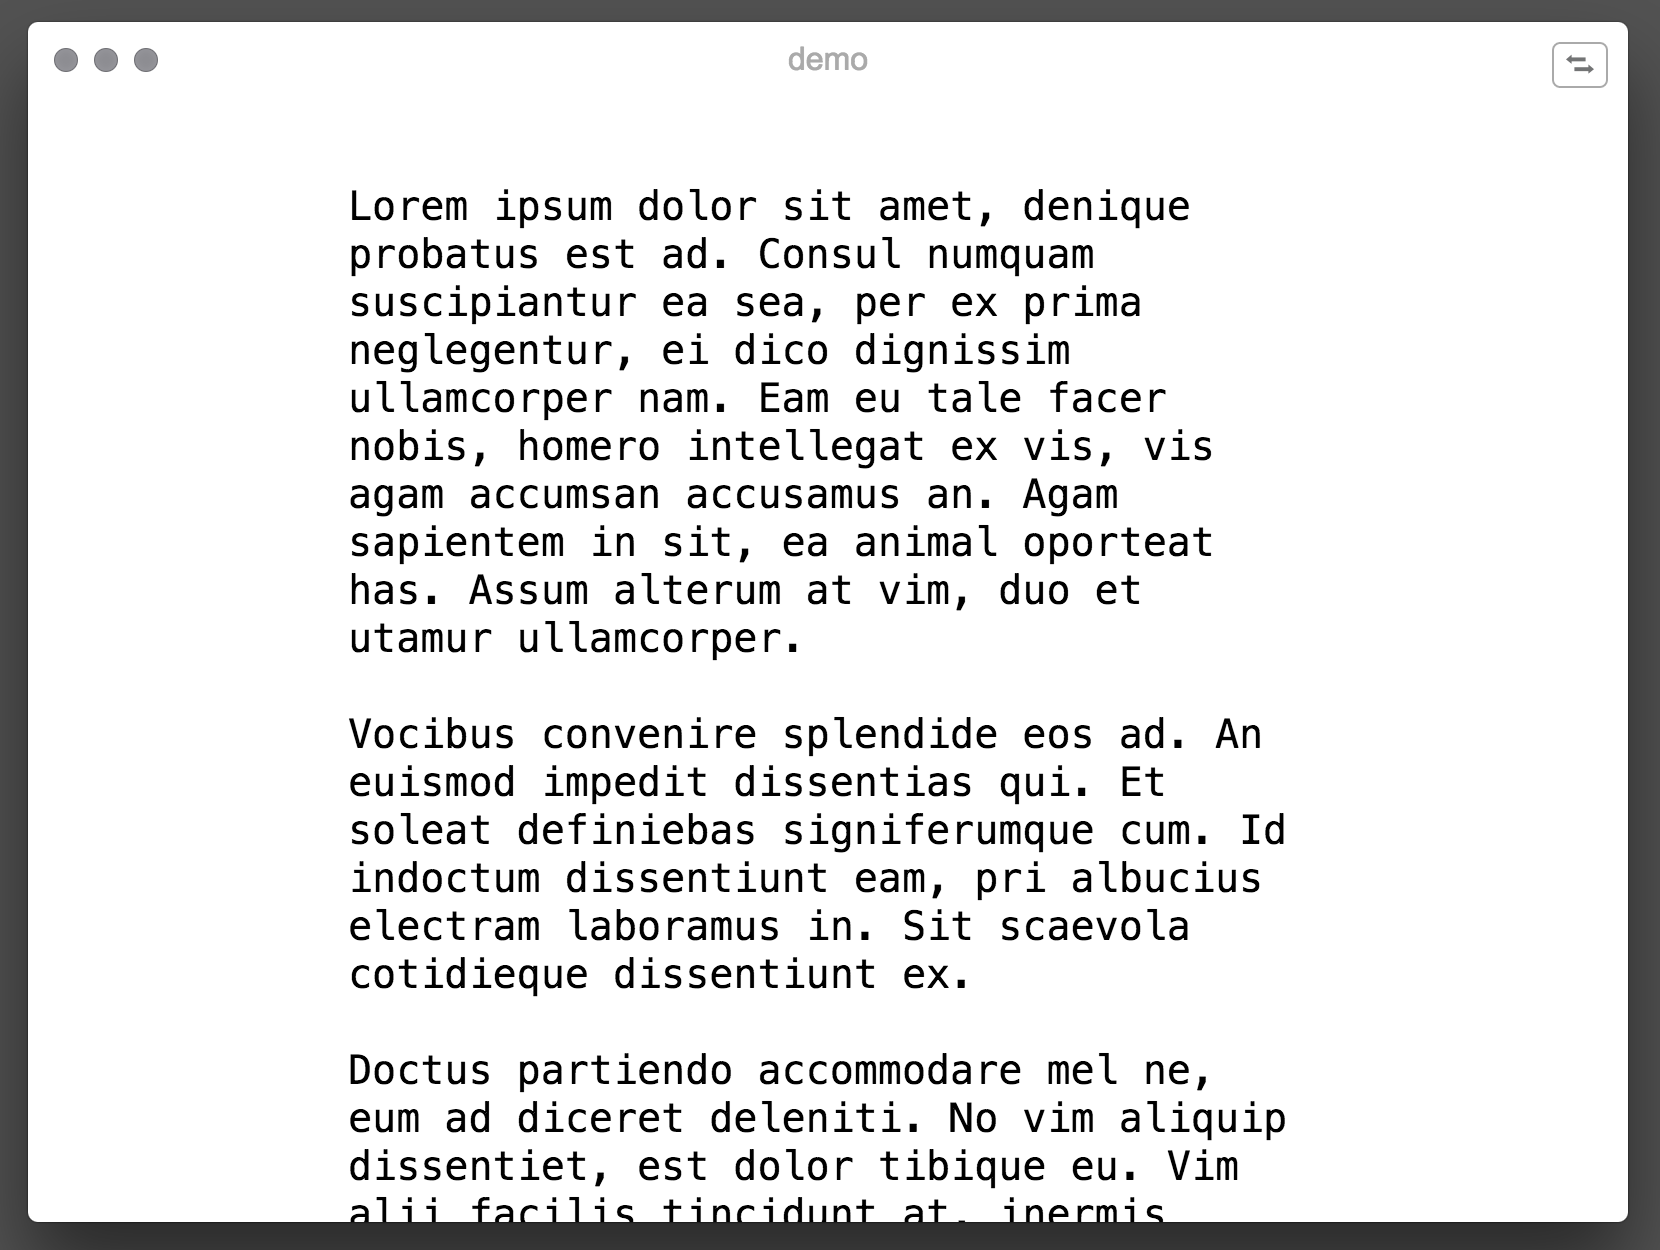 demo
Lorem ipsum dolor sit amet, denique
probatus est ad. Consul numquam
suscipiantur ea sea, per ex prima
neglegentur, ei dico dignissim
ullamcorper nam. Eam eu tale facer
nobis, homero intellegat ex vis, vis
agam accumsan accusamus an. Agam
sapientem in sit, ea animal oporteat
has. Assum alterum at vim, duo et
utamur ullamcorper.
Vocibus convenire splendide eos ad. An
euismod impedit dissentias qui. Et
soleat definiebas signiferumque cum. Id
indoctum dissentiunt eam, pri albucius
electram laboramus in. Sit scaevola
cotidieque dissentiunt ex.
Doctus partiendo accommodare mel ne,
eum ad diceret deleniti. No vim aliquip
dissentiet, est dolor tibique eu. Vim
alii facilis tincidunt at, inermis